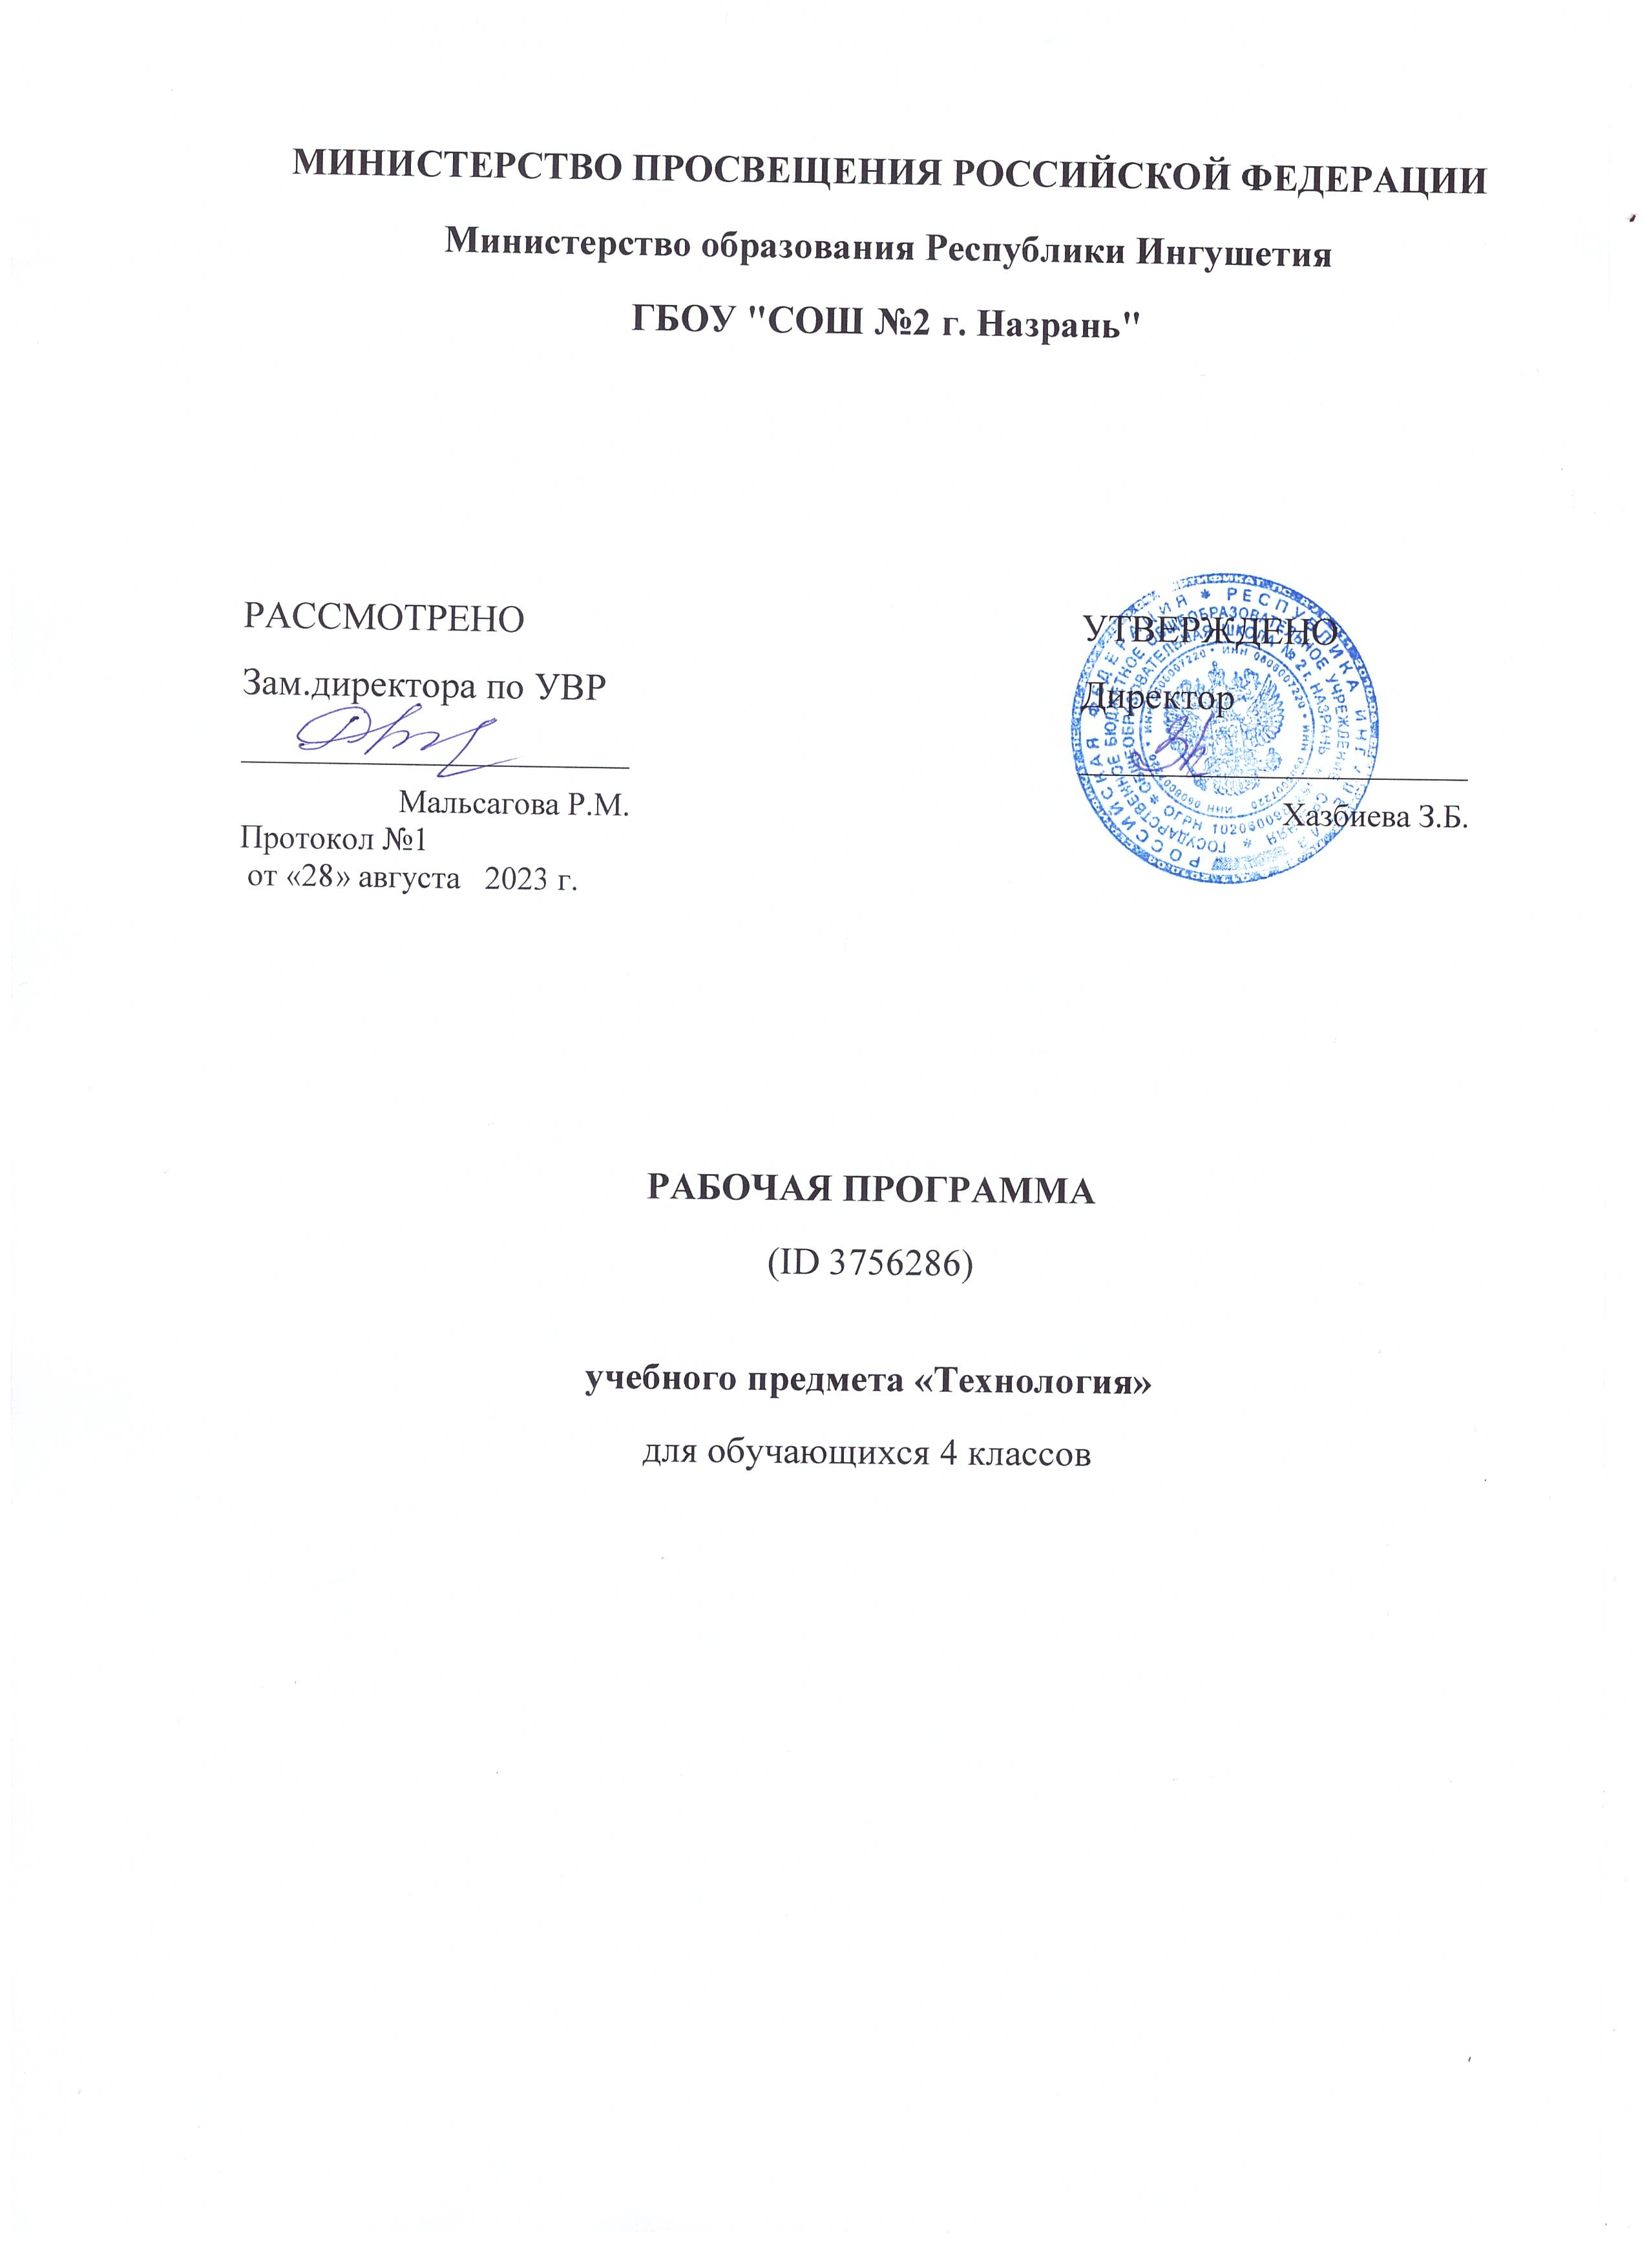 МИНИСТЕРСТВО ПРОСВЕЩЕНИЯ РОССИЙСКОЙ ФЕДЕРАЦИИ
Министерство образования Республики Ингушетия
ГБОУ "СОШ №2 г. Назрань"
РАССМОТРЕНО
Зам.директора по УВР
Мальсагова Р.М.
Протокол №1
от «28» августа 2023 г.
УТВЕРЖДЕНО
Директор
Хазбиева З.Б.
РАБОЧАЯ ПРОГРАММА
(ID 3756286)
учебного предмета «Технология»
для обучающихся 4 классов